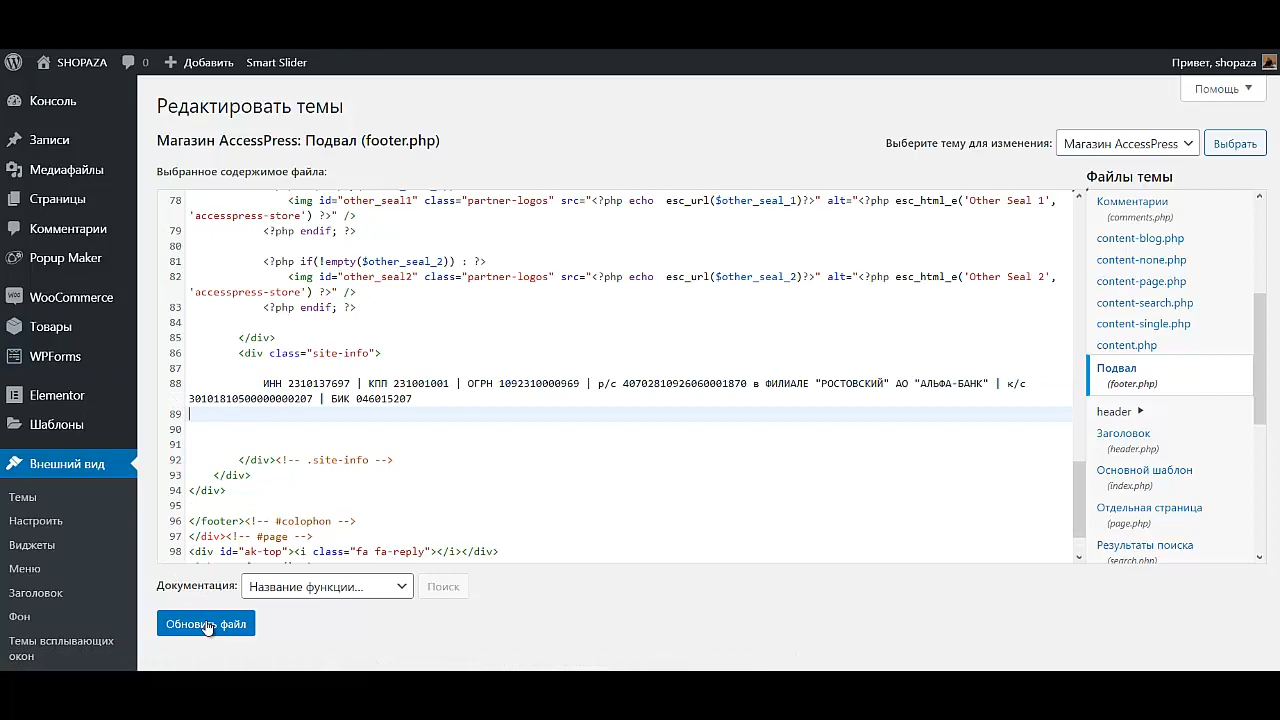 SHOPAZA
0
Добавить
Smart Slider
Привет, shopaza
Консоль
Записи
Медиафайлы
Страницы
Комментарии
Popup Maker
WooCommerce
Товары
WPForms
Elementor
Шаблоны
Внешний вид
Темы
Настроить
Виджеты
Меню
Заголовок
Фон
Темы всплывающих
окон
Помощь
Редактировать темы
Магазин AccessPress: Подвал (footer.php)
Выберите тему для изменения:
Магазин AccessPress
Выбрать
Выбранное содержимое файла:
78 <img id="other_seal1" class="partner-logos" src="<?php echo  esc_url($other_seal_1)?>" alt="<?php esc_html_e('Other Seal 1',
'accesspress-store') ?>" />
79 <?php endif; ?>
80
81 <?php if(!empty($other_seal_2)) : ?>
82 <img id="other_seal2" class="partner-logos" src="<?php echo  esc_url($other_seal_2)?>" alt="<?php esc_html_e('Other Seal 2',
'accesspress-store') ?>" />
83 <?php endif; ?>
84
85 </div>
86 <div class="site-info">
87
88 ИНН 2310137697 | КПП 231001001 | ОГРН 1092310000969 | р/с 40702810926060001870 в ФИЛИАЛЕ "РОСТОВСКИЙ" АО "АЛЬФА-БАНК" | к/с
30101810500000000207 | БИК 046015207
89
90
91
92 </div><!-- .site-info -->
93 </div>
94 </div>
95
96 </footer><!-- #colophon -->
97 </div><!-- #page -->
98 <div id="ak-top"><i class="fa fa-reply"></i></div>
Файлы темы
Комментарии
(comments.php)
content-blog.php
content-none.php
content-page.php
content-search.php
content-single.php
content.php
Подвал
(footer.php)
header
Заголовок
(header.php)
Основной шаблон
(index.php)
Отдельная страница
(page.php)
Результаты поиска
(search.php)
Документация:
Название функции...
Поиск
Обновить файл